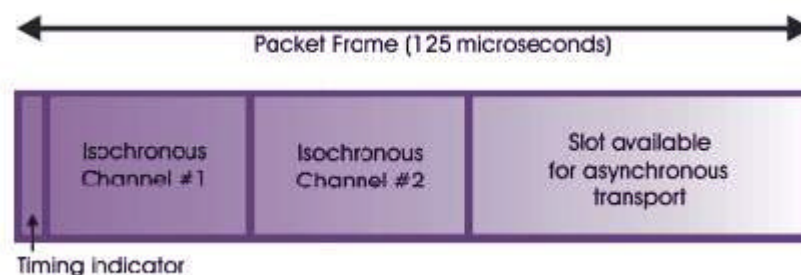 Packet Frame (125 microseconds)
Isochronous
Channel #1
Isochronous
Channel #2
Slot available
for asynchronous
transport
Timing indicator